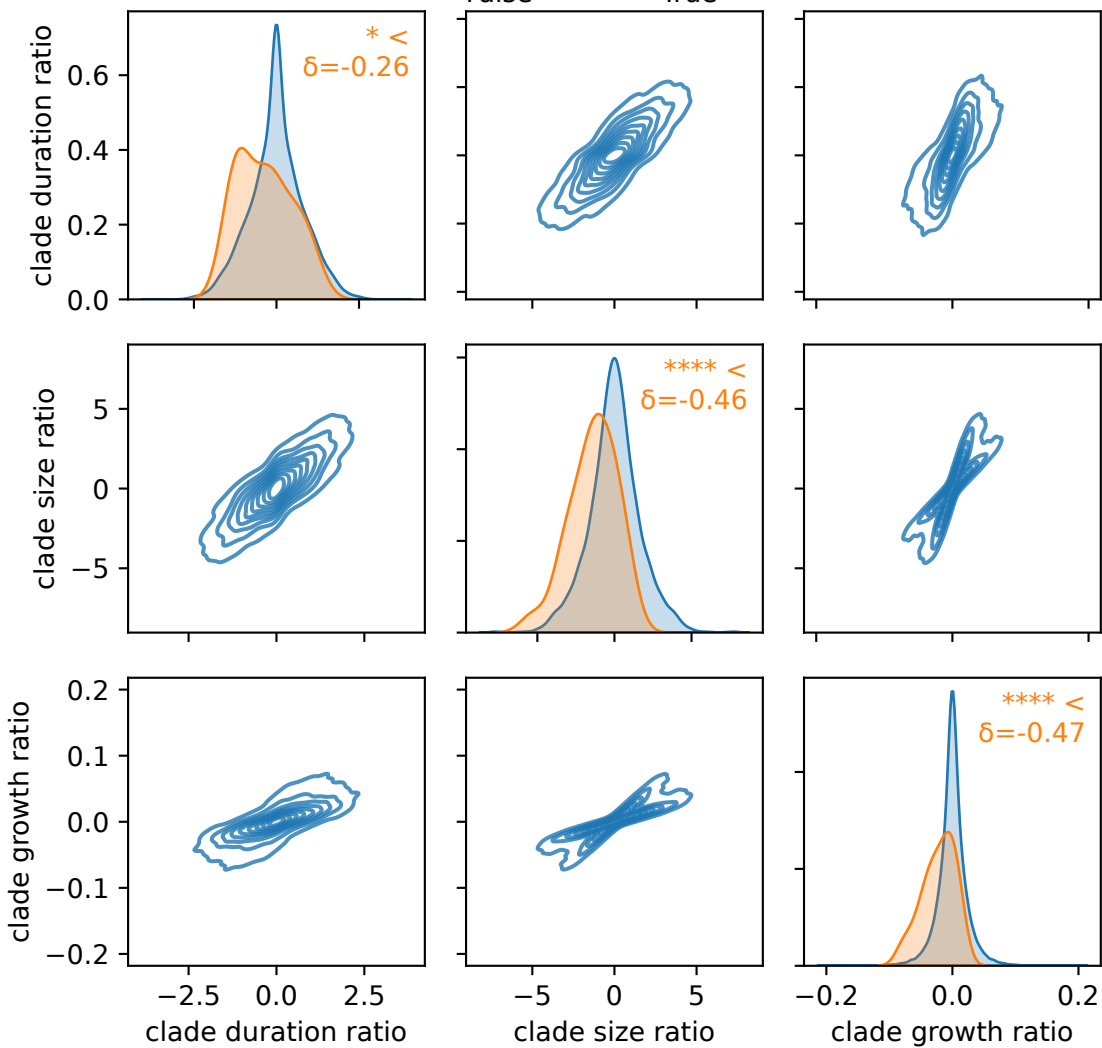 True
clade duration ratio
0.6
0.4
0.2
0.0
* <
δ=-0.26
clade size ratio
5
0
−5
**** <
δ=-0.46
clade growth ratio
0.2
0.1
0.0
−0.1
−0.2
**** <
δ=-0.47
−2.5 0.0 2.5
−5 0 5
−0.2 0.0 0.2
clade duration ratio
clade size ratio
clade growth ratio